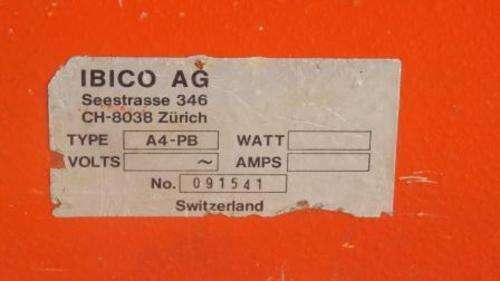 IBICO AG
Seestrasse 346
CH-8038 Zürich
TYPE A4-PB WATT
VOLTS ~ AMPS
No. 091541
Switzerland